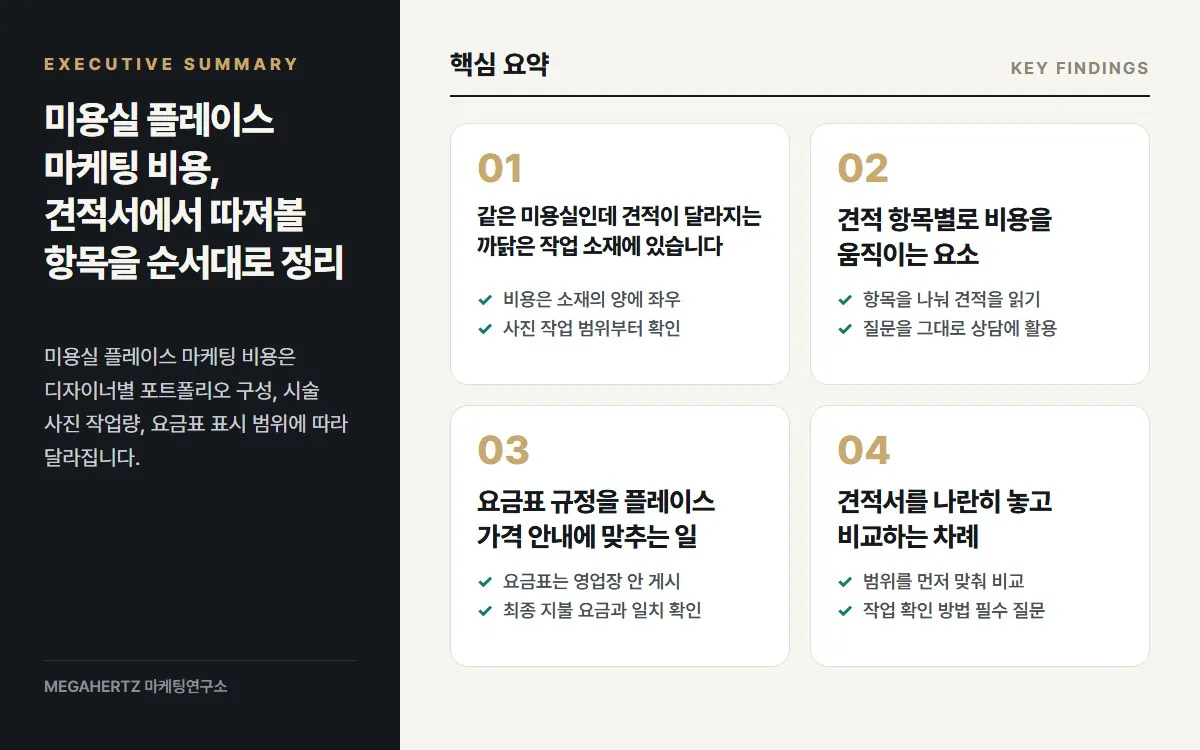 EXECUTIVE SUMMARY
미용실 플레이스
마케팅 비용,
견적서에서 따져볼
항목을 순서대로 정리
미용실 플레이스 마케팅 비용은
디자이너별 포트폴리오 구성, 시술
사진 작업량, 요금표 표시 범위에 따라
달라집니다.
MEGAHERTZ 마케팅연구소
핵심 요약
KEY FINDINGS
01
같은 미용실인데 견적이 달라지는
까닭은 작업 소재에 있습니다
비용은 소재의 양에 좌우
사진 작업 범위부터 확인
02
견적 항목별로 비용을
움직이는 요소
항목을 나눠 견적을 읽기
질문을 그대로 상담에 활용
03
요금표 규정을 플레이스
가격 안내에 맞추는 일
요금표는 영업장 안 게시
최종 지불 요금과 일치 확인
04
견적서를 나란히 놓고
비교하는 차례
범위를 먼저 맞춰 비교
작업 확인 방법 필수 질문